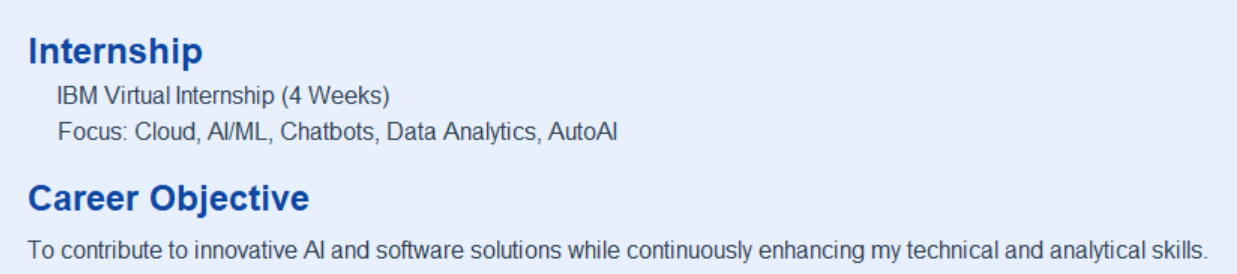 Internship
IBM Virtual Internship (4 Weeks)
Focus: Cloud, AI/ML, Chatbots, Data Analytics, AutoAI
Career Objective
To contribute to innovative AI and software solutions while continuously enhancing my technical and analytical skills.